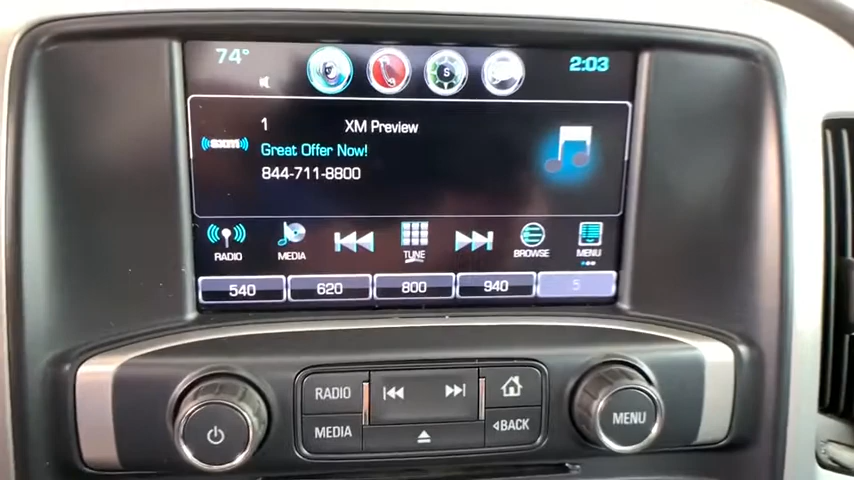 74°
2:03
1 XM Preview
sxm
Great Offer Now!
844-711-8800
RADIO MEDIA TUNE BROWSE MENU
540 620 800 940 5
RADIO
MEDIA
BACK
MENU